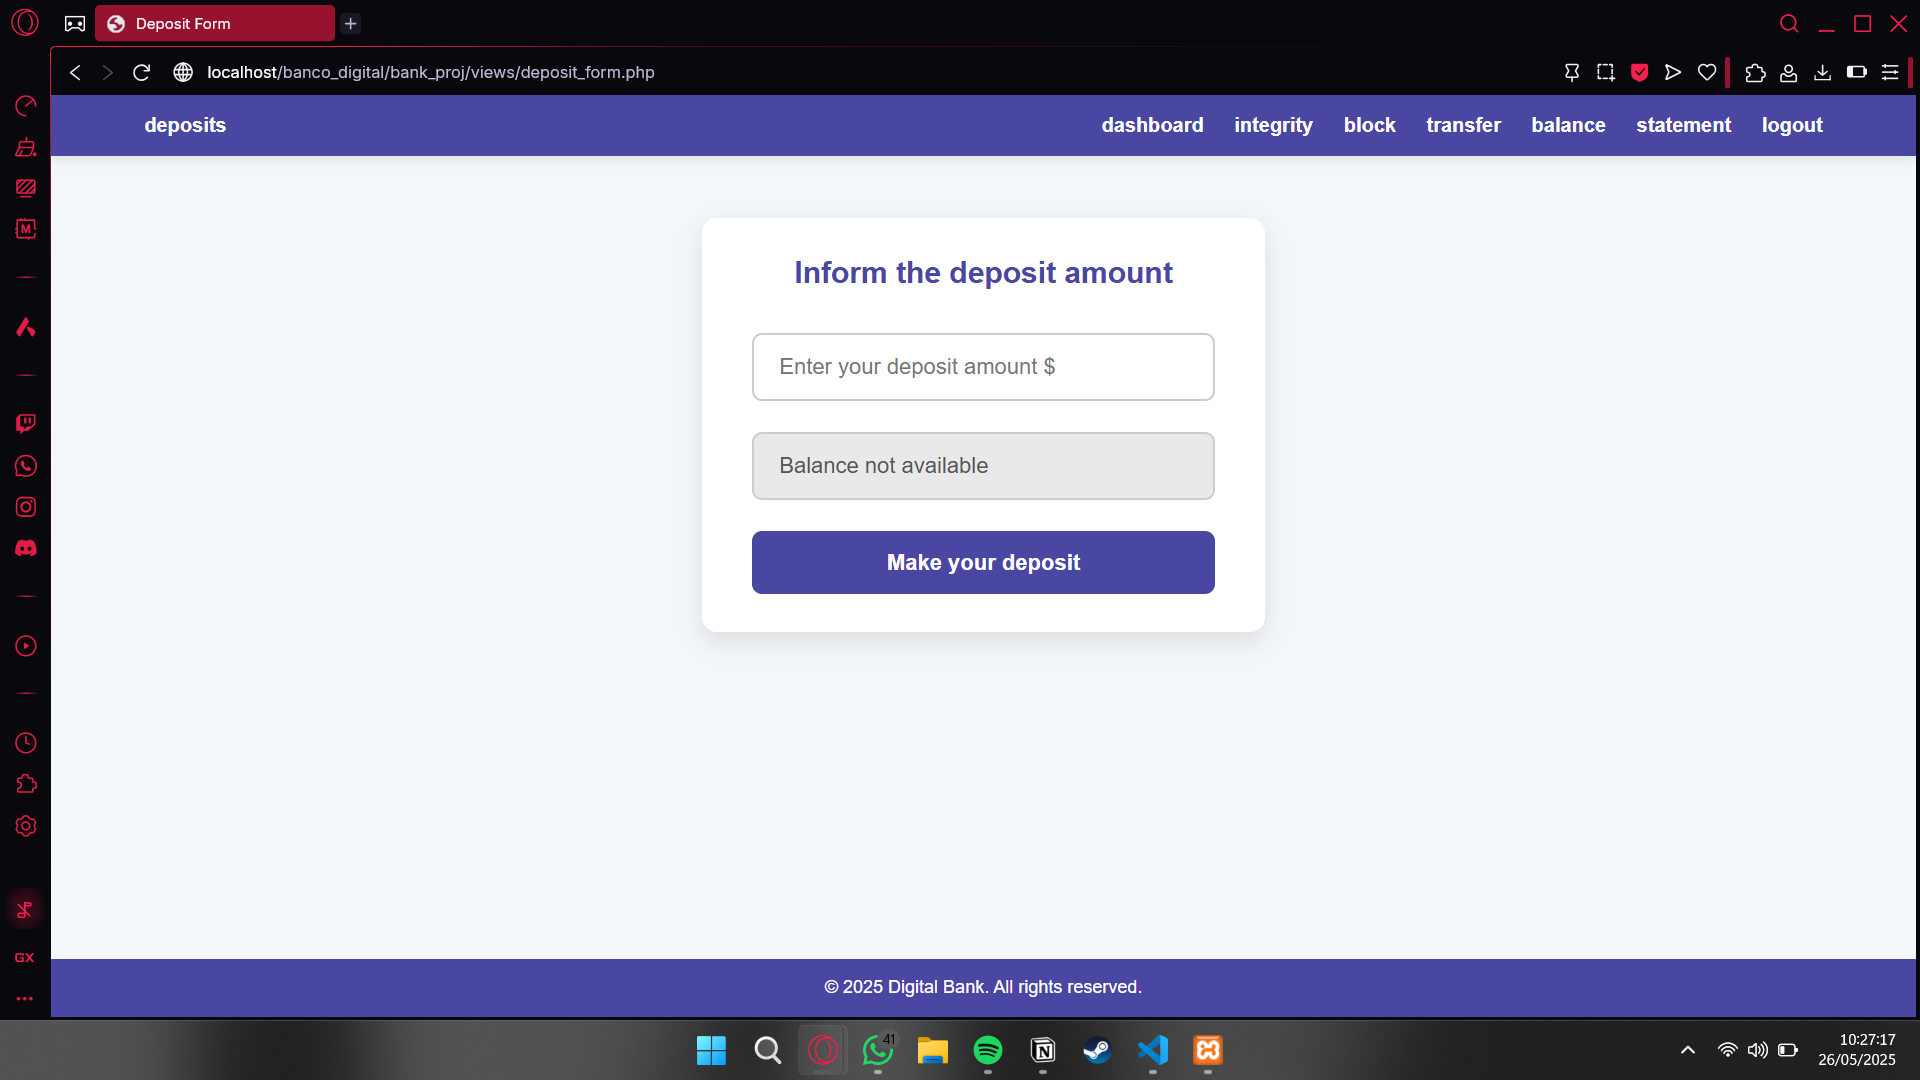 Deposit Form
localhost/banco_digital/bank_proj/views/deposit_form.php
deposits
dashboard integrity block transfer balance statement logout
Inform the deposit amount
Enter your deposit amount $
Balance not available
Make your deposit
M
GX
© 2025 Digital Bank. All rights reserved.
41
10:27:17
26/05/2025